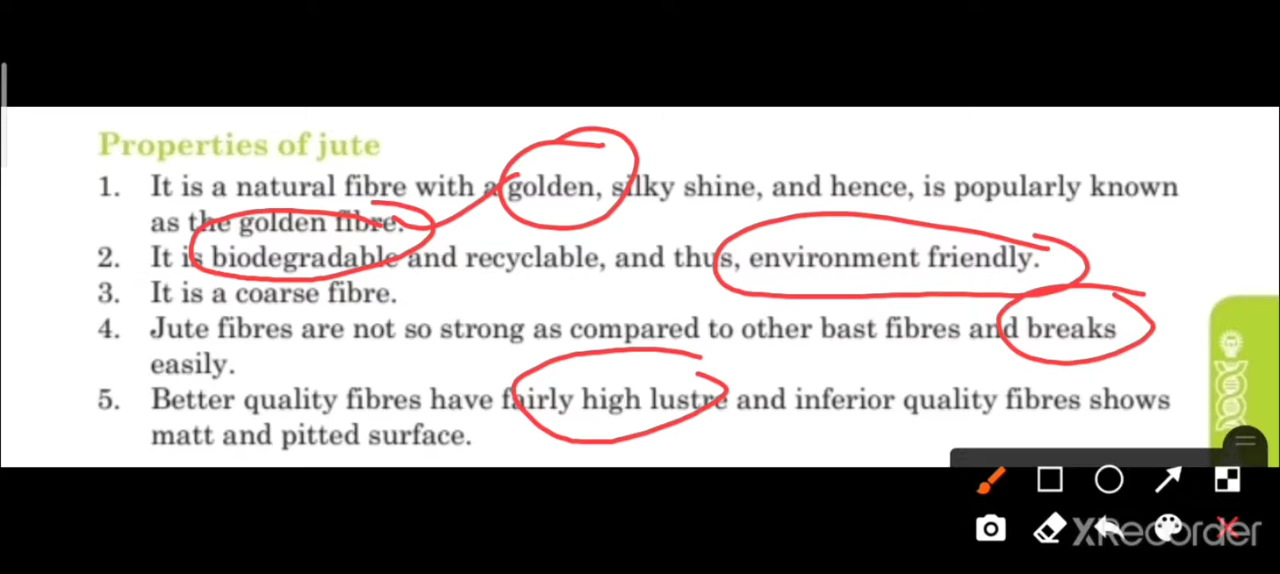 Properties of jute
1. It is a natural fibre with a golden, silky shine, and hence, is popularly known
as the golden fibre.
2. It is biodegradable and recyclable, and thus, environment friendly.
3. It is a coarse fibre.
4. Jute fibres are not so strong as compared to other bast fibres and breaks
easily.
5. Better quality fibres have fairly high lustre and inferior quality fibres shows
matt and pitted surface.
XRecorder